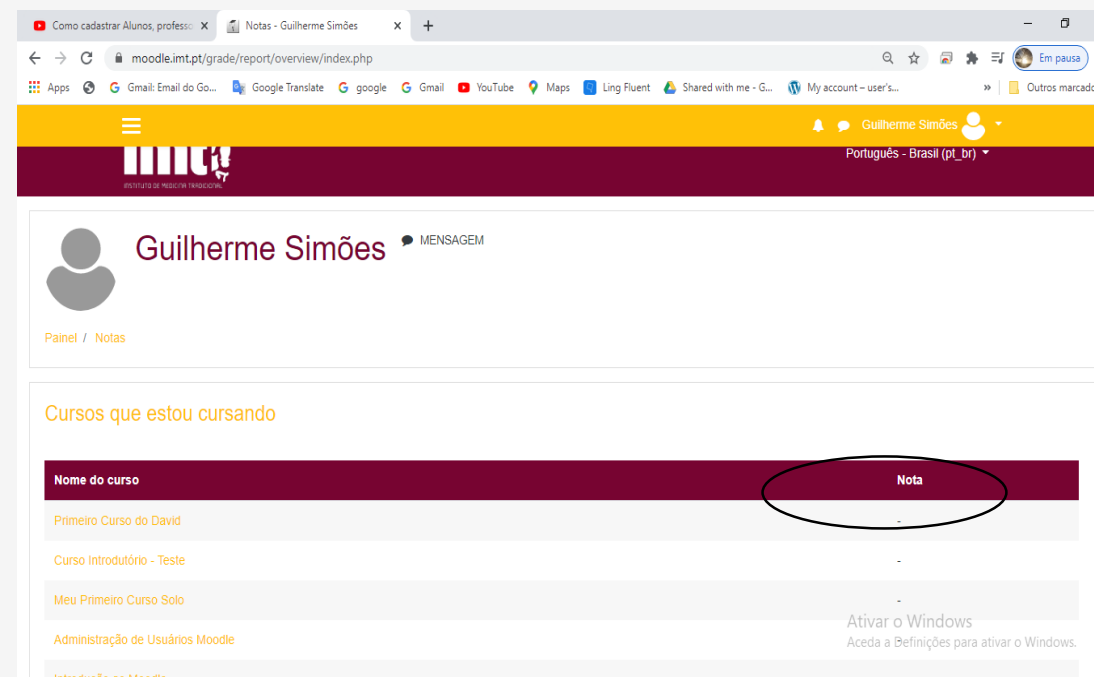 Como cadastrar Alunos, professo
Notas - Guilherme Simões
moodle.imt.pt/grade/report/overview/index.php
Em pausa
Apps
Gmail: Email do Go...
Google Translate
google
Gmail
YouTube
Maps
Ling Fluent
Shared with me - G...
My account – user's...
»
Outros marcado
Guilherme Simões
imt
INSTITUTO DE MEDICINA TRADICIONAL
Português - Brasil (pt_br)
Guilherme Simões
MENSAGEM
Painel / Notas
Cursos que estou cursando
Nome do curso Nota
Primeiro Curso do David -
Curso Introdutório - Teste -
Meu Primeiro Curso Solo -
Administração de Usuários Moodle -
Ativar o Windows
Aceda a Definições para ativar o Windows.
Introdução ao Moodle